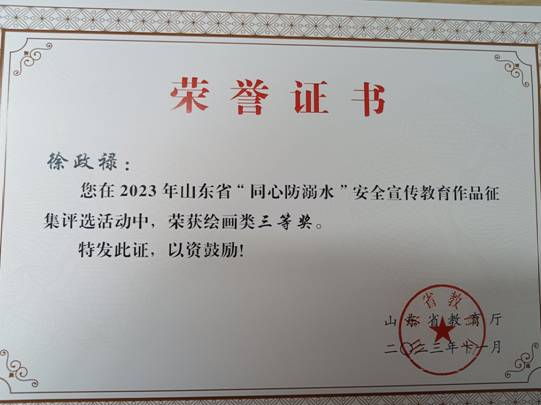 荣誉证书
徐政禄：
您在2023年山东省“同心防溺水”安全宣传教育作品征
集评选活动中，荣获绘画类三等奖。
特发此证，以资鼓励！
山东省教育厅
二〇二三年十一月